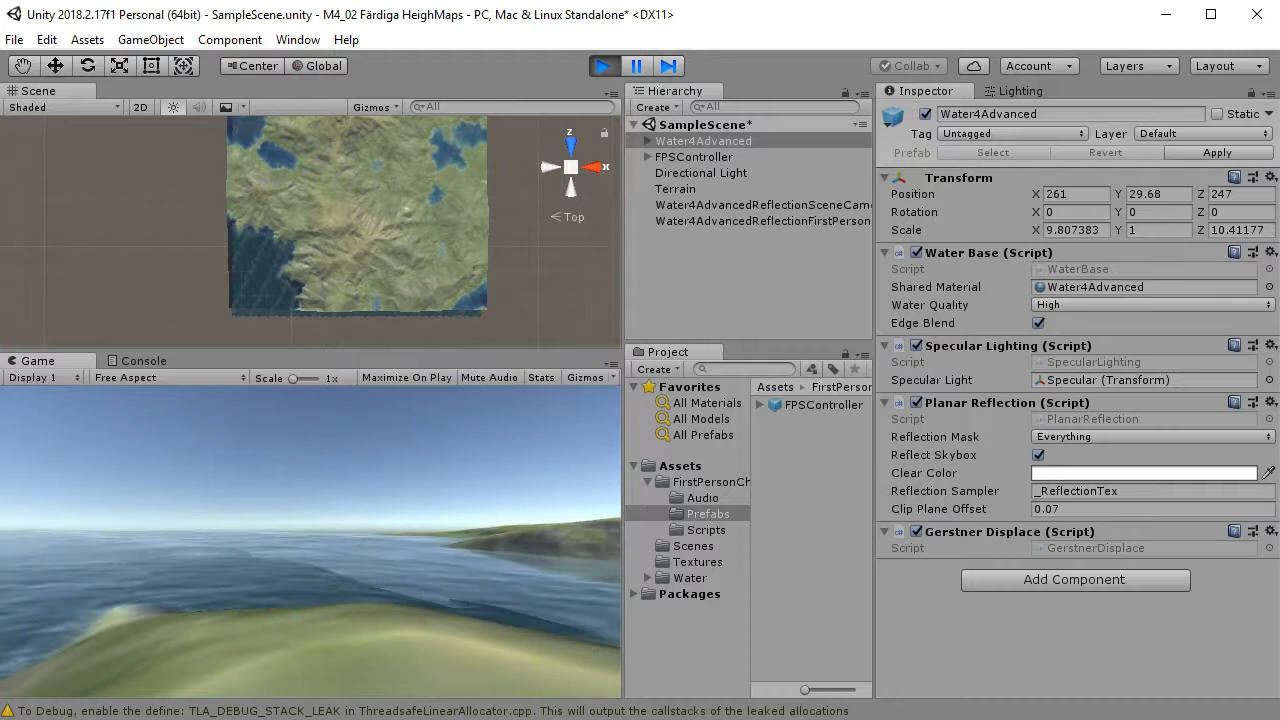 Unity 2018.2.17f1 Personal (64bit) - SampleScene.unity - M4_02 Färdiga HeighMaps - PC, Mac & Linux Standalone* <DX11>
File Edit Assets GameObject Component Window Help
Center Global Collab Account Layers Layout
Scene
Shaded 2D Gizmos All
z
x
Top
Game Console
Display 1 Free Aspect Scale 1x Maximize On Play Mute Audio Stats Gizmos
Hierarchy
Create All
SampleScene*
Water4Advanced
FPSController
Directional Light
Terrain
Water4AdvancedReflectionSceneCam
Water4AdvancedReflectionFirstPerson
Project
Create
Favorites
All Materials
All Models
All Prefabs
Assets
FirstPersonCh
Audio
Prefabs
Scripts
Scenes
Textures
Water
Packages
Assets FirstPerson
FPSController
Inspector Lighting
Water4Advanced Static
Tag Untagged Layer Default
Prefab Select Revert Apply
Transform
Position X 261 Y 29.68 Z 247
Rotation X 0 Y 0 Z 0
Scale X 9.807383 Y 1 Z 10.41177
Water Base (Script)
Script WaterBase
Shared Material Water4Advanced
Water Quality High
Edge Blend
Specular Lighting (Script)
Script SpecularLighting
Specular Light Specular (Transform)
Planar Reflection (Script)
Script PlanarReflection
Reflection Mask Everything
Reflect Skybox
Clear Color
Reflection Sampler _ReflectionTex
Clip Plane Offset 0.07
Gerstner Displace (Script)
Script GerstnerDisplace
Add Component
To Debug, enable the define: TLA_DEBUG_STACK_LEAK in ThreadsafeLinearAllocator.cpp. This will output the callstacks of the leaked allocations